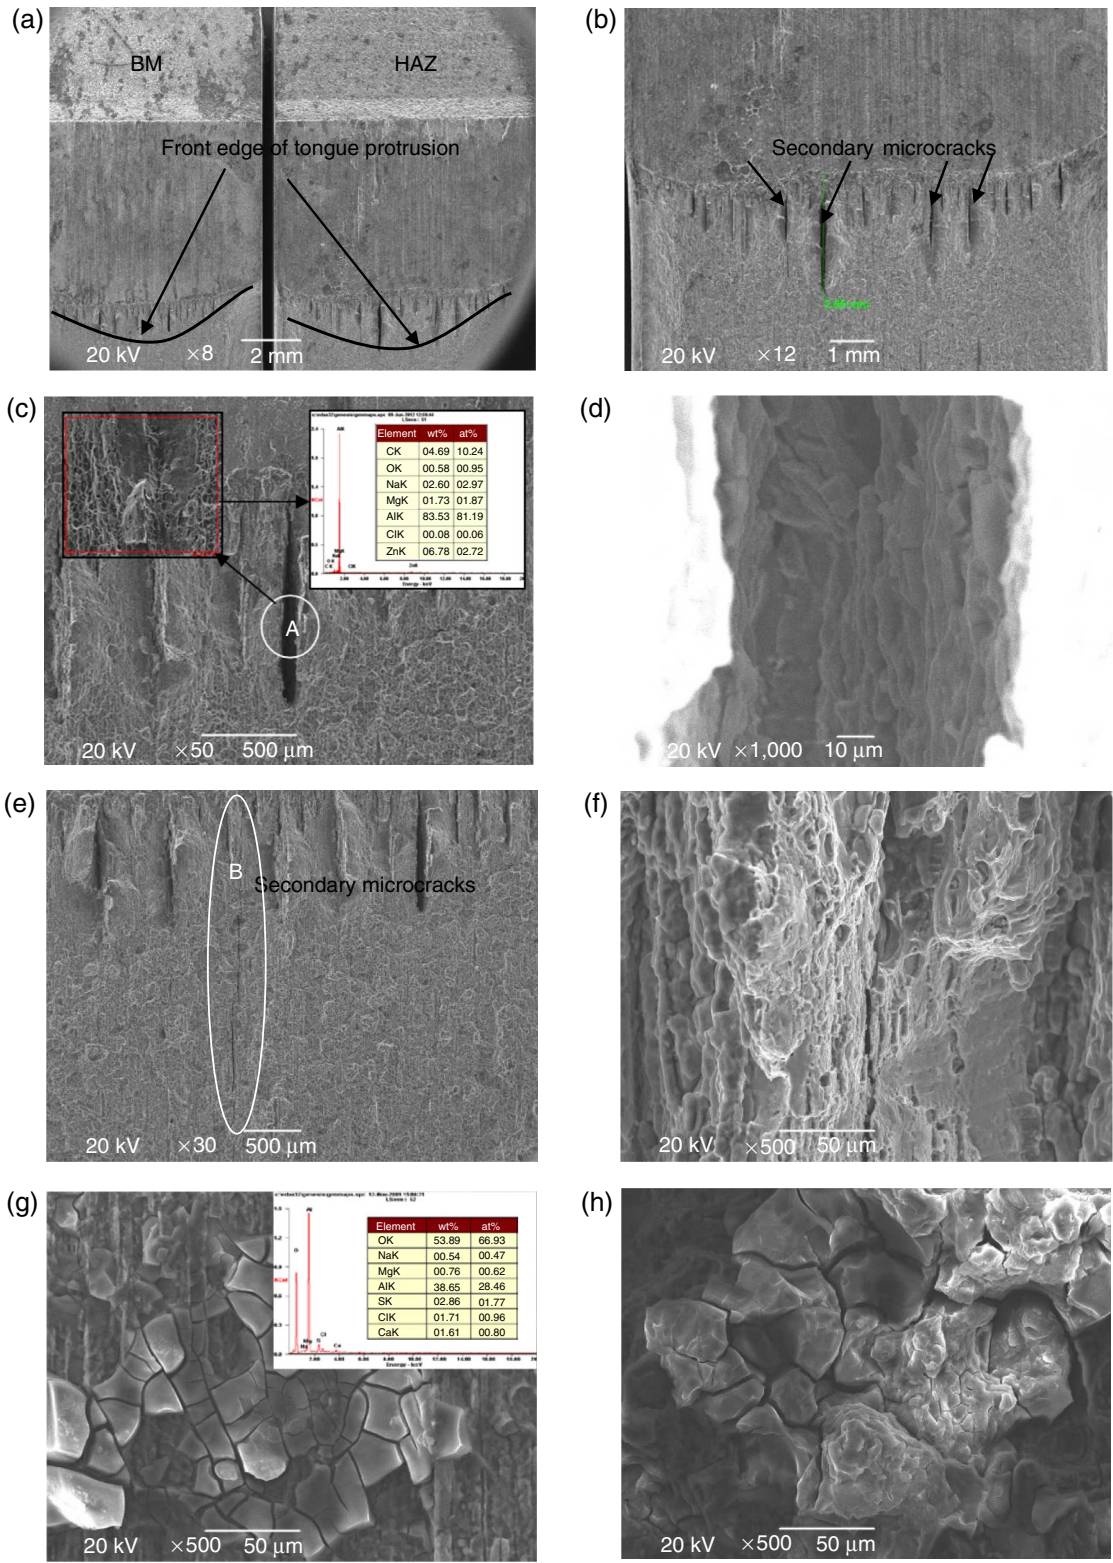 (a)
BM
HAZ
Front edge of tongue protrusion
20 kV ×8 2 mm
(b)
Secondary microcracks
20 kV ×12 1 mm
(c)
Element wt% at%
CK 04.69 10.24
OK 00.58 00.95
NaK 02.60 02.97
MgK 01.73 01.87
AlK 83.53 81.19
ClK 00.08 00.06
ZnK 06.78 02.72
Energy - keV
A
20 kV ×50 500 μm
(d)
20 kV ×1,000 10 μm
(e)
B
Secondary microcracks
20 kV ×30 500 μm
(f)
20 kV ×500 50 μm
(g)
Element wt% at%
OK 53.89 66.93
NaK 00.54 00.47
MgK 00.76 00.62
AlK 38.65 28.46
SK 02.86 01.77
ClK 01.71 00.96
CaK 01.61 00.80
Energy - keV
20 kV ×500 50 μm
(h)
20 kV ×500 50 μm